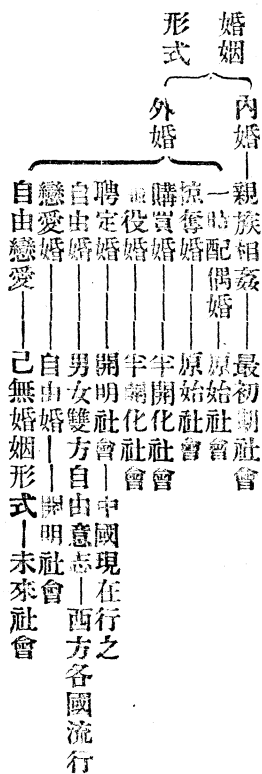 婚姻形式
內婚—親族相姦—最初期社會
外婚
一時配偶婚—原始社會
掠奪婚—原始社會
購買婚—半開化社會
役婚—半開化社會
聘定婚—開明社會—中國現在行之
自由婚—男女雙方自由意志—西方各國流行
戀愛婚—自由婚—開明社會
自由戀愛—己無婚姻形式—未來社會